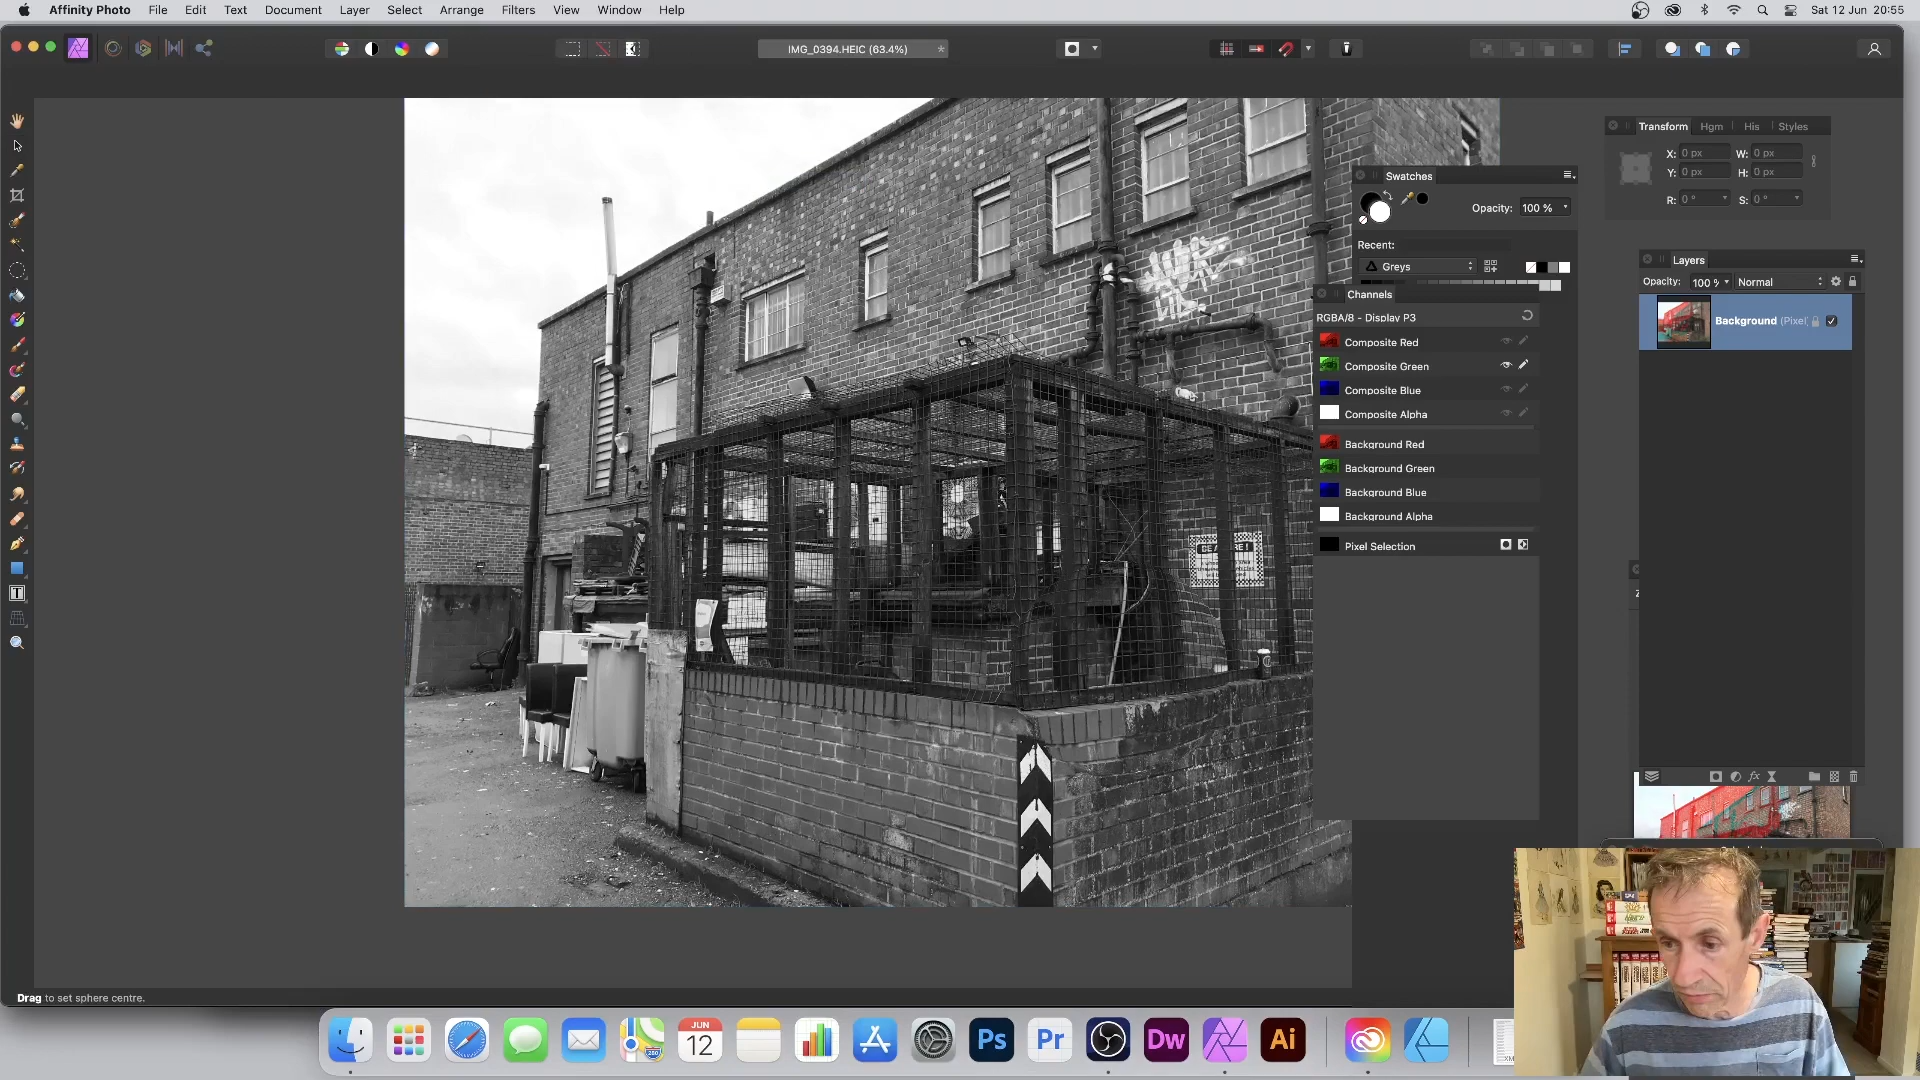 Affinity Photo File Edit Text Document Layer Select Arrange Filters View Window Help
Sat 12 Jun 20:55
IMG_0394.HEIC (63.4%)
*
Transform Hgm His Styles
X: 0 px W: 0 px
Y: 0 px H: 0 px
R: 0 ° S: 0 °
Swatches
Opacity: 100 %
Recent:
Greys
Channels
RGBA/8 - Display P3
Composite Red
Composite Green
Composite Blue
Composite Alpha
Background Red
Background Green
Background Blue
Background Alpha
Pixel Selection
Layers
Opacity: 100 % Normal
Background (Pixel
Drag to set sphere centre.
JUN
12
280
Ps
Pr
Dw
Ai